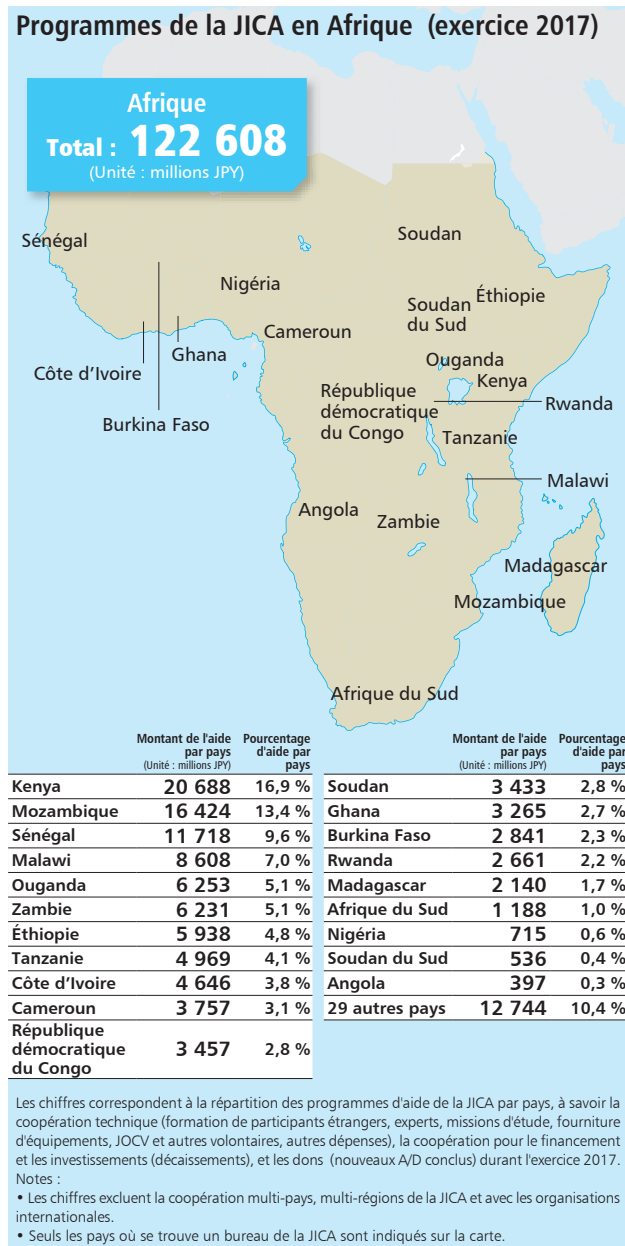 Programmes de la JICA en Afrique (exercice 2017)
Afrique
Total : 122 608
(Unité : millions JPY)
Sénégal
Soudan
Nigéria
Éthiopie
Soudan
du Sud
Cameroun
Ghana
Côte d'Ivoire
Ouganda
Kenya
République
démocratique
du Congo
Rwanda
Burkina Faso
Tanzanie
Malawi
Angola
Zambie
Madagascar
Mozambique
Afrique du Sud
Montant de l'aide
par pays
(Unité : millions JPY)
Pourcentage
d'aide par
pays
Kenya 20 688 16,9 %
Mozambique 16 424 13,4 %
Sénégal 11 718 9,6 %
Malawi 8 608 7,0 %
Ouganda 6 253 5,1 %
Zambie 6 231 5,1 %
Éthiopie 5 938 4,8 %
Tanzanie 4 969 4,1 %
Côte d'Ivoire 4 646 3,8 %
Cameroun 3 757 3,1 %
République
démocratique 3 457 2,8 %
du Congo
Montant de l'aide
par pays
(Unité : millions JPY)
Pourcentage
d'aide par
pays
Soudan 3 433 2,8 %
Ghana 3 265 2,7 %
Burkina Faso 2 841 2,3 %
Rwanda 2 661 2,2 %
Madagascar 2 140 1,7 %
Afrique du Sud 1 188 1,0 %
Nigéria 715 0,6 %
Soudan du Sud 536 0,4 %
Angola 397 0,3 %
29 autres pays 12 744 10,4 %
Les chiffres correspondent à la répartition des programmes d'aide de la JICA par pays, à savoir la
coopération technique (formation de participants étrangers, experts, missions d'étude, fourniture
d'équipements, JOCV et autres volontaires, autres dépenses), la coopération pour le financement
et les investissements (décaissements), et les dons (nouveaux A/D conclus) durant l'exercice 2017.
Notes :
• Les chiffres excluent la coopération multi-pays, multi-régions de la JICA et avec les organisations
internationales.
• Seuls les pays où se trouve un bureau de la JICA sont indiqués sur la carte.